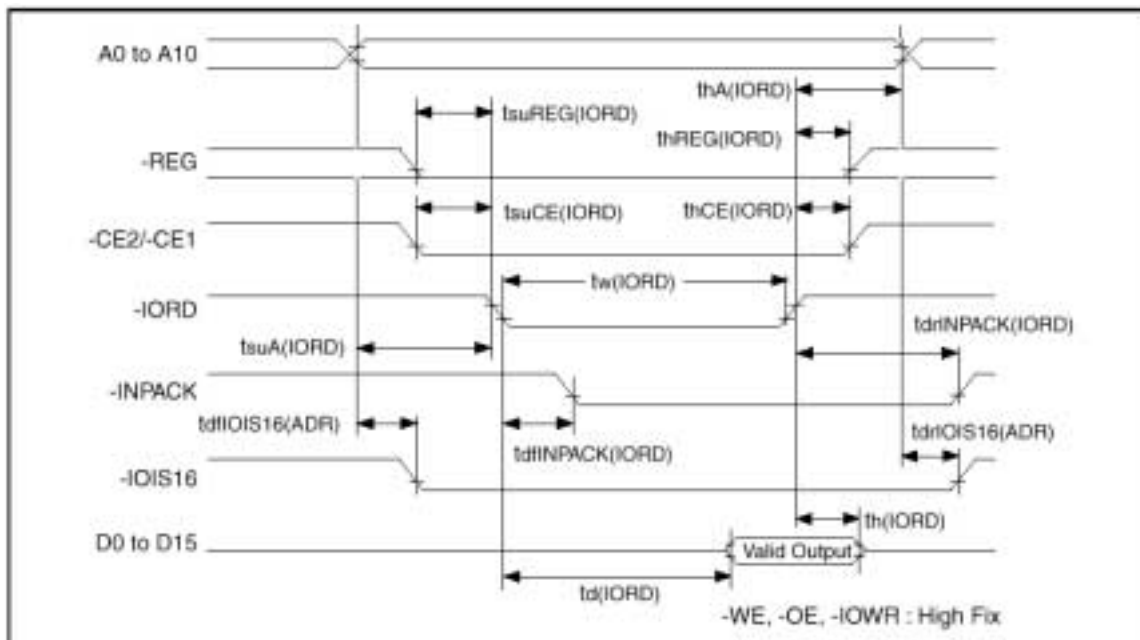 A0 to A10
thA(IORD)
tsuREG(IORD)
thREG(IORD)
-REG
tsuCE(IORD)
thCE(IORD)
-CE2/-CE1
tw(IORD)
-IORD
tdrINPACK(IORD)
tsuA(IORD)
-INPACK
tdfIOIS16(ADR)
tdrIOIS16(ADR)
tdfINPACK(IORD)
-IOIS16
th(IORD)
D0 to D15
Valid Output
td(IORD)
-WE, -OE, -IOWR : High Fix